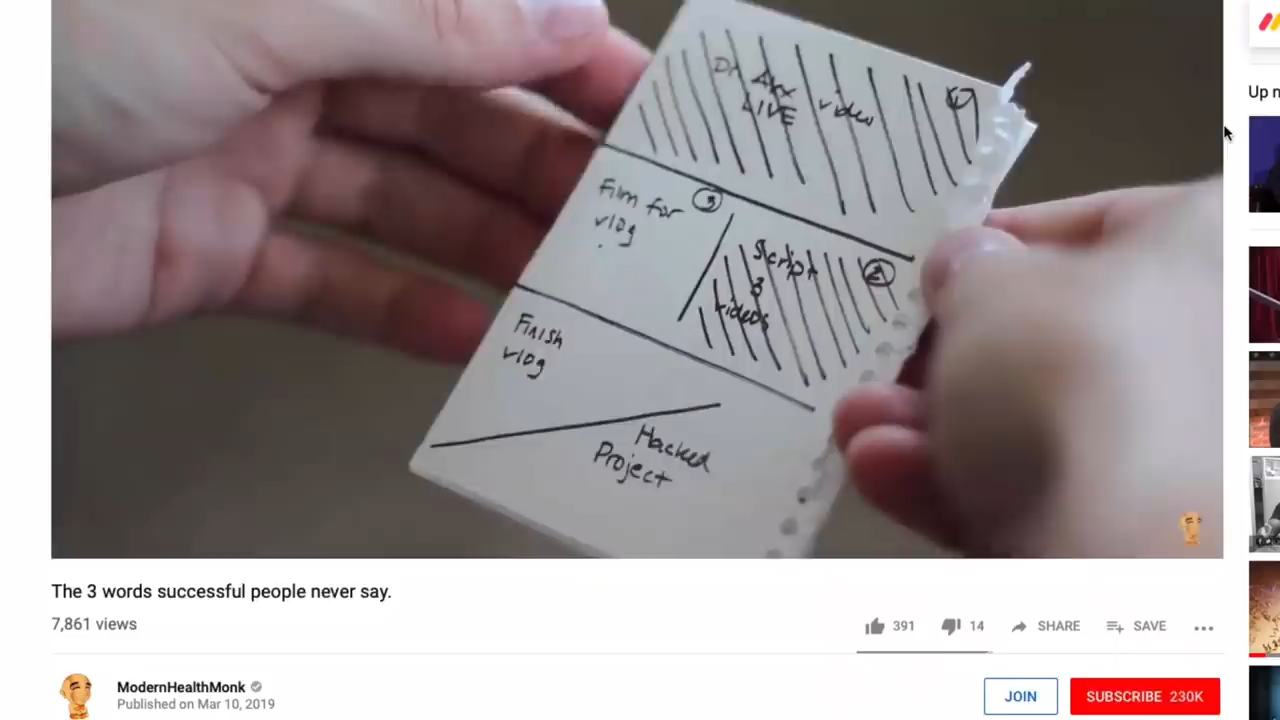 LIVE
video
Film for
vlog
3
Script
2
3
videos
Finish
vlog
Hacked
Project
Up n
The 3 words successful people never say.
7,861 views
391
14
SHARE
SAVE
ModernHealthMonk
Published on Mar 10, 2019
JOIN
SUBSCRIBE 230K